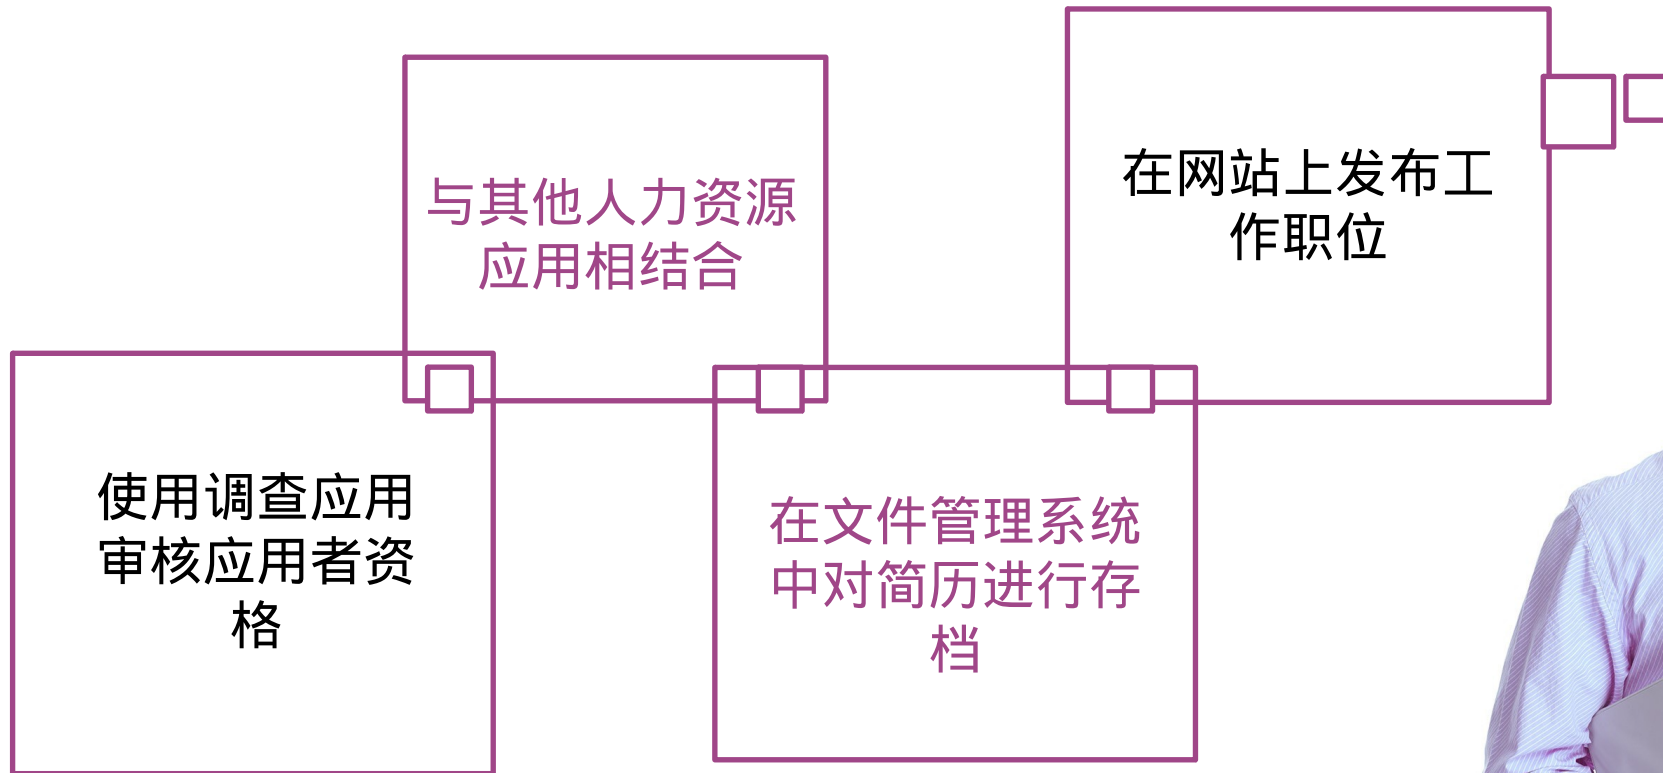 与其他人力资源
应用相结合
在网站上发布工
作职位
使用调查应用
审核应用者资
格
在文件管理系统
中对简历进行存
档